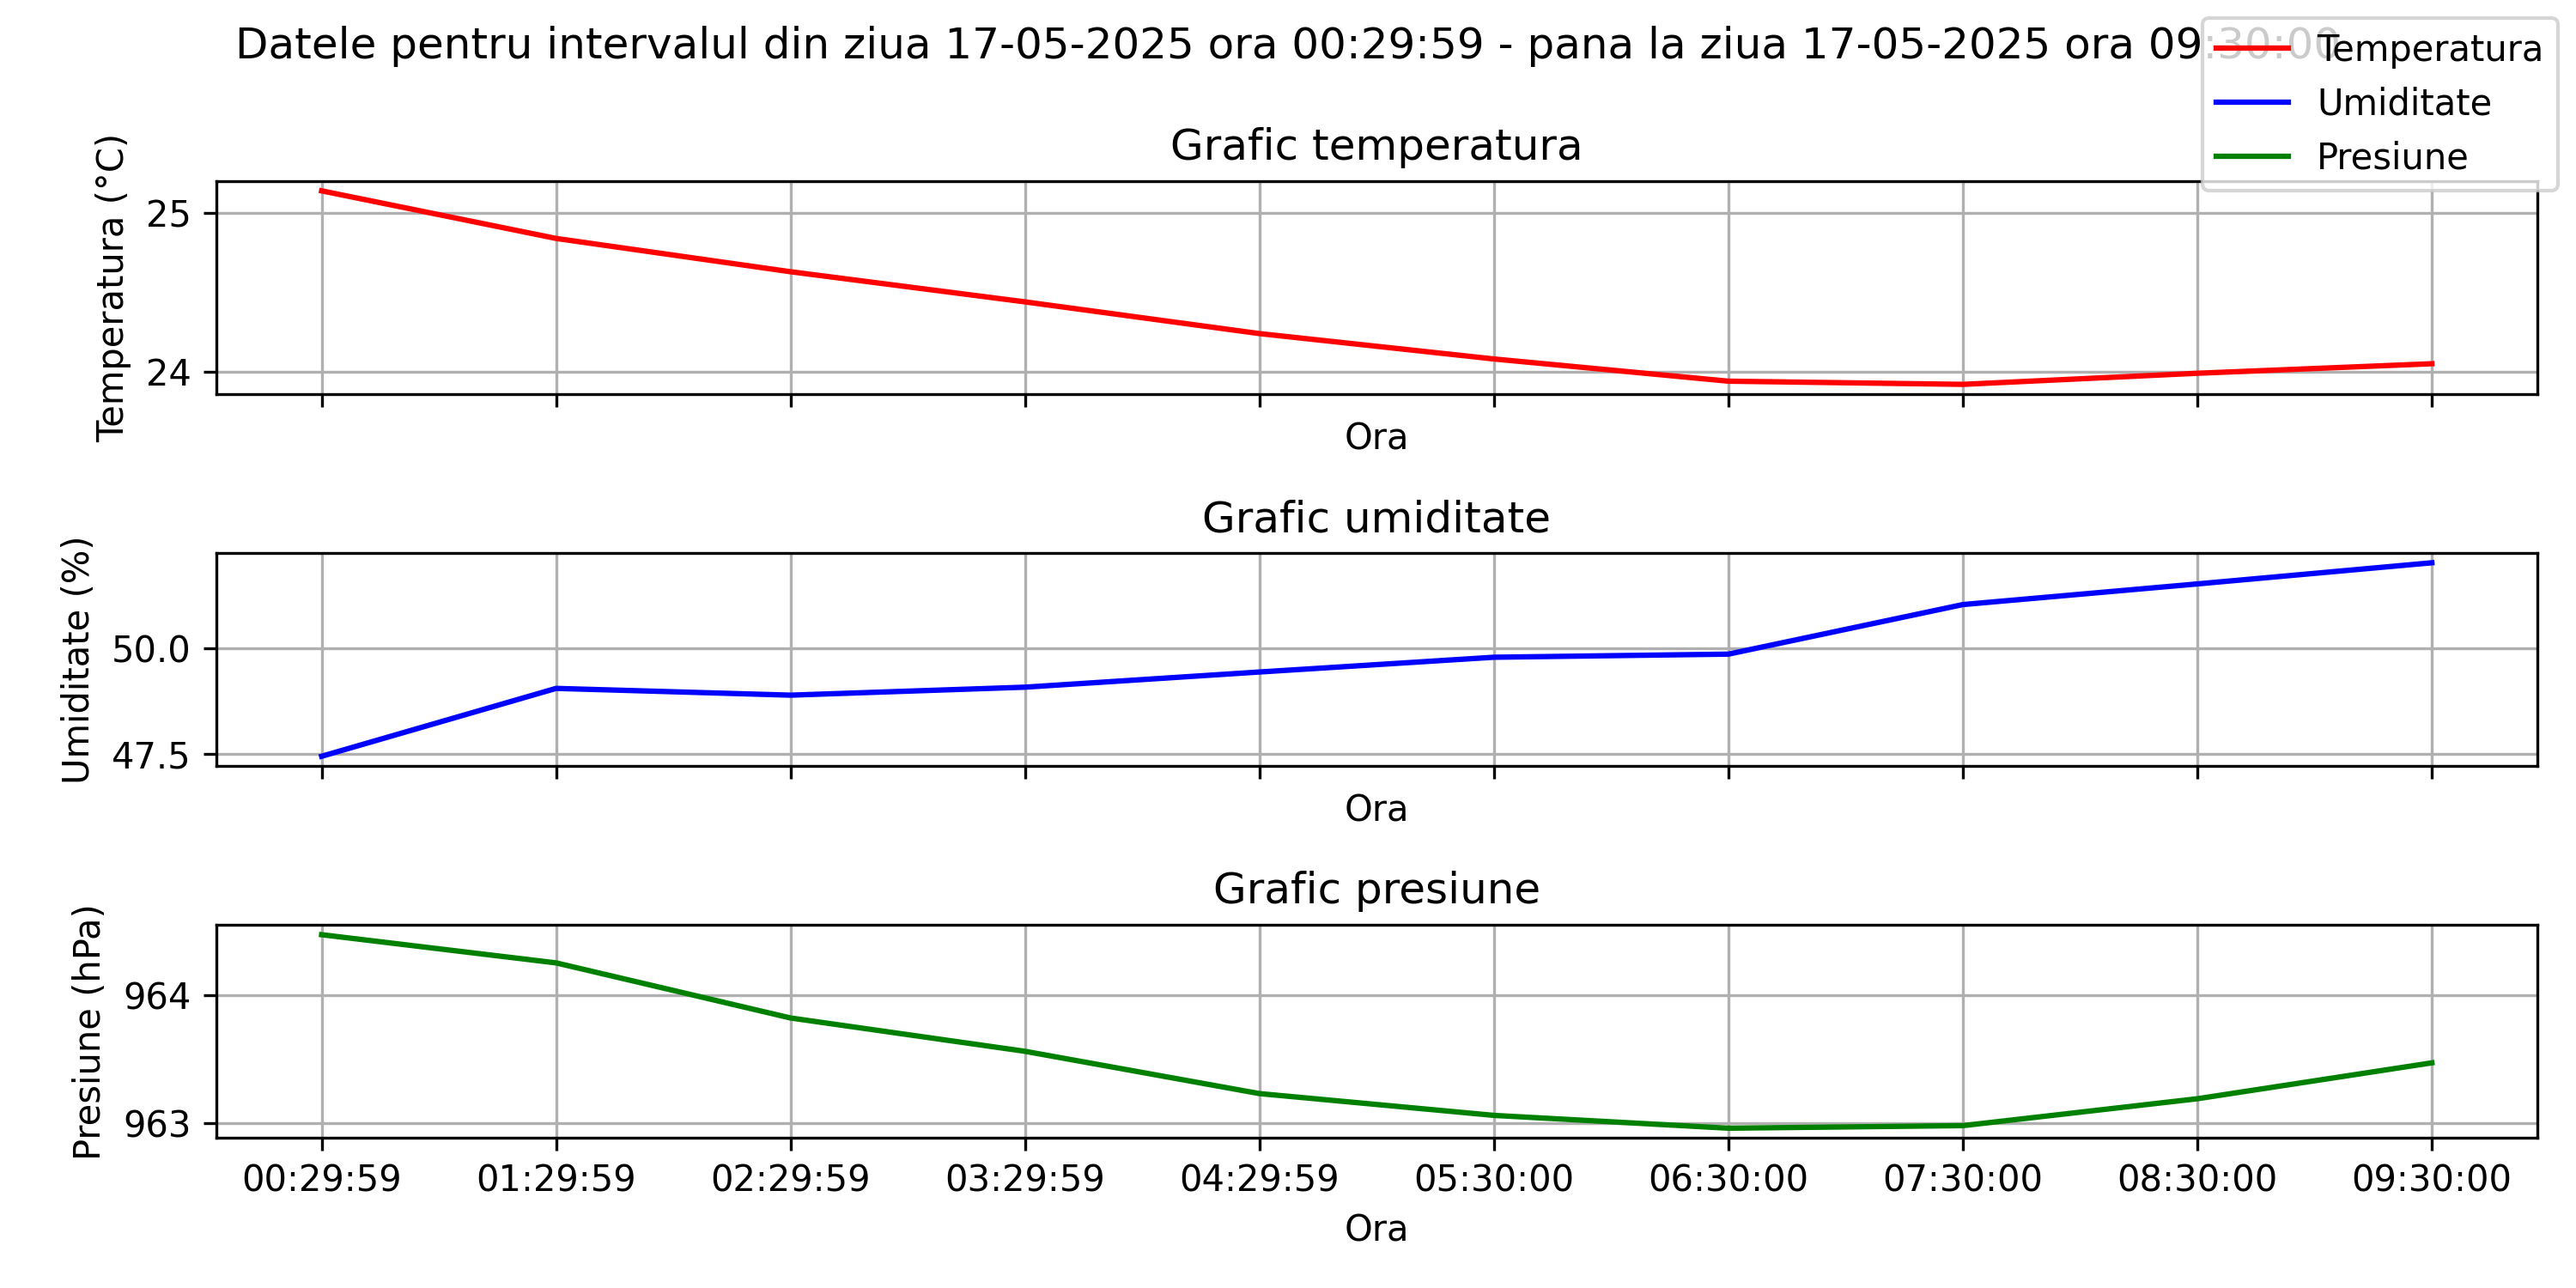 Datele pentru intervalul din ziua 17-05-2025 ora 00:29:59 - pana la ziua 17-05-2025 ora 09:30:00
Temperatura
Umiditate
Presiune
Grafic temperatura
Temperatura (°C)
25
24
Ora
Grafic umiditate
Umiditate (%)
50.0
47.5
Ora
Grafic presiune
Presiune (hPa)
964
963
00:29:59 01:29:59 02:29:59 03:29:59 04:29:59 05:30:00 06:30:00 07:30:00 08:30:00 09:30:00
Ora